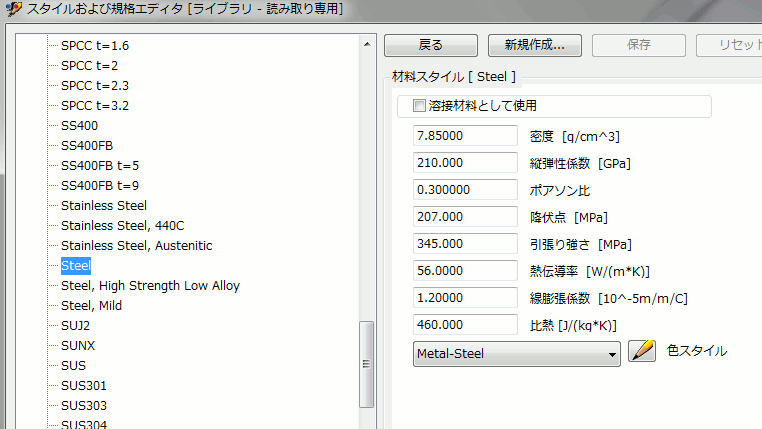 スタイルおよび規格エディタ [ライブラリ - 読み取り専用]
SPCC t=1.6
SPCC t=2
SPCC t=2.3
SPCC t=3.2
SS400
SS400FB
SS400FB t=5
SS400FB t=9
Stainless Steel
Stainless Steel, 440C
Stainless Steel, Austenitic
Steel
Steel, High Strength Low Alloy
Steel, Mild
SUJ2
SUNX
SUS
SUS301
SUS303
SUS304
戻る
新規作成...
保存
リセット
材料スタイル [ Steel ]
溶接材料として使用
7.85000 密度 [g/cm^3]
210.000 縦弾性係数 [GPa]
0.300000 ポアソン比
207.000 降伏点 [MPa]
345.000 引張り強さ [MPa]
56.0000 熱伝導率 [W/(m*K)]
1.20000 線膨張係数 [10^-5m/m/C]
460.000 比熱 [J/(kg*K)]
Metal-Steel 色スタイル